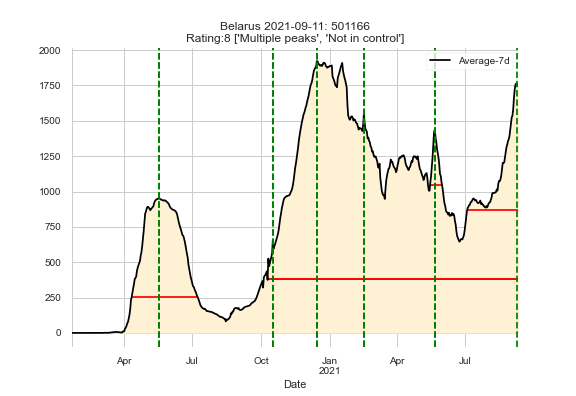 Belarus 2021-09-11: 501166
Rating:8 ['Multiple peaks', 'Not in control']
Average-7d
2000
1750
1500
1250
1000
750
500
250
0
Apr
Jul
Oct
Jan
2021
Apr
Jul
Date